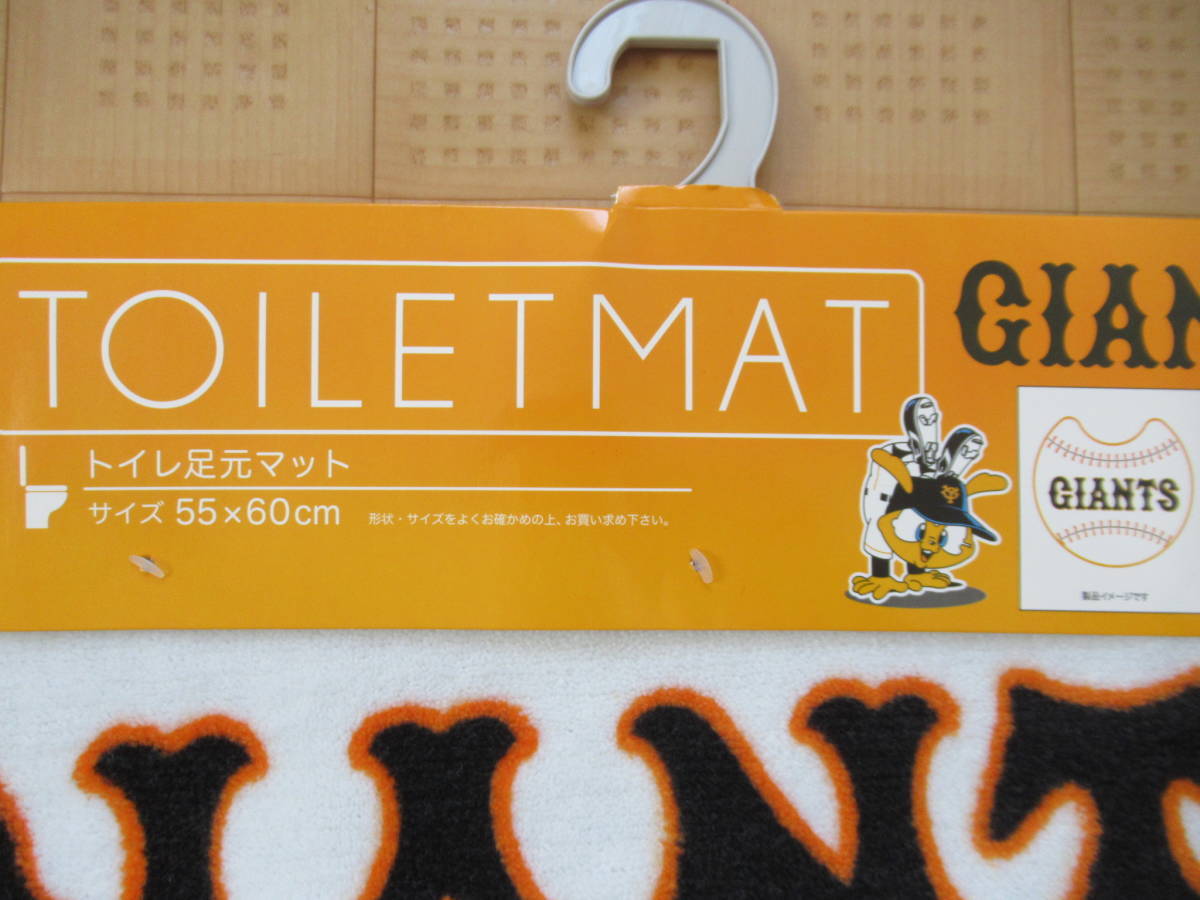 TOILETMAT
トイレ足元マット
サイズ 55×60cm
形状・サイズをよくお確かめの上、お買い求め下さい。
GIAN
GIANTS
製品イメージです
IANT